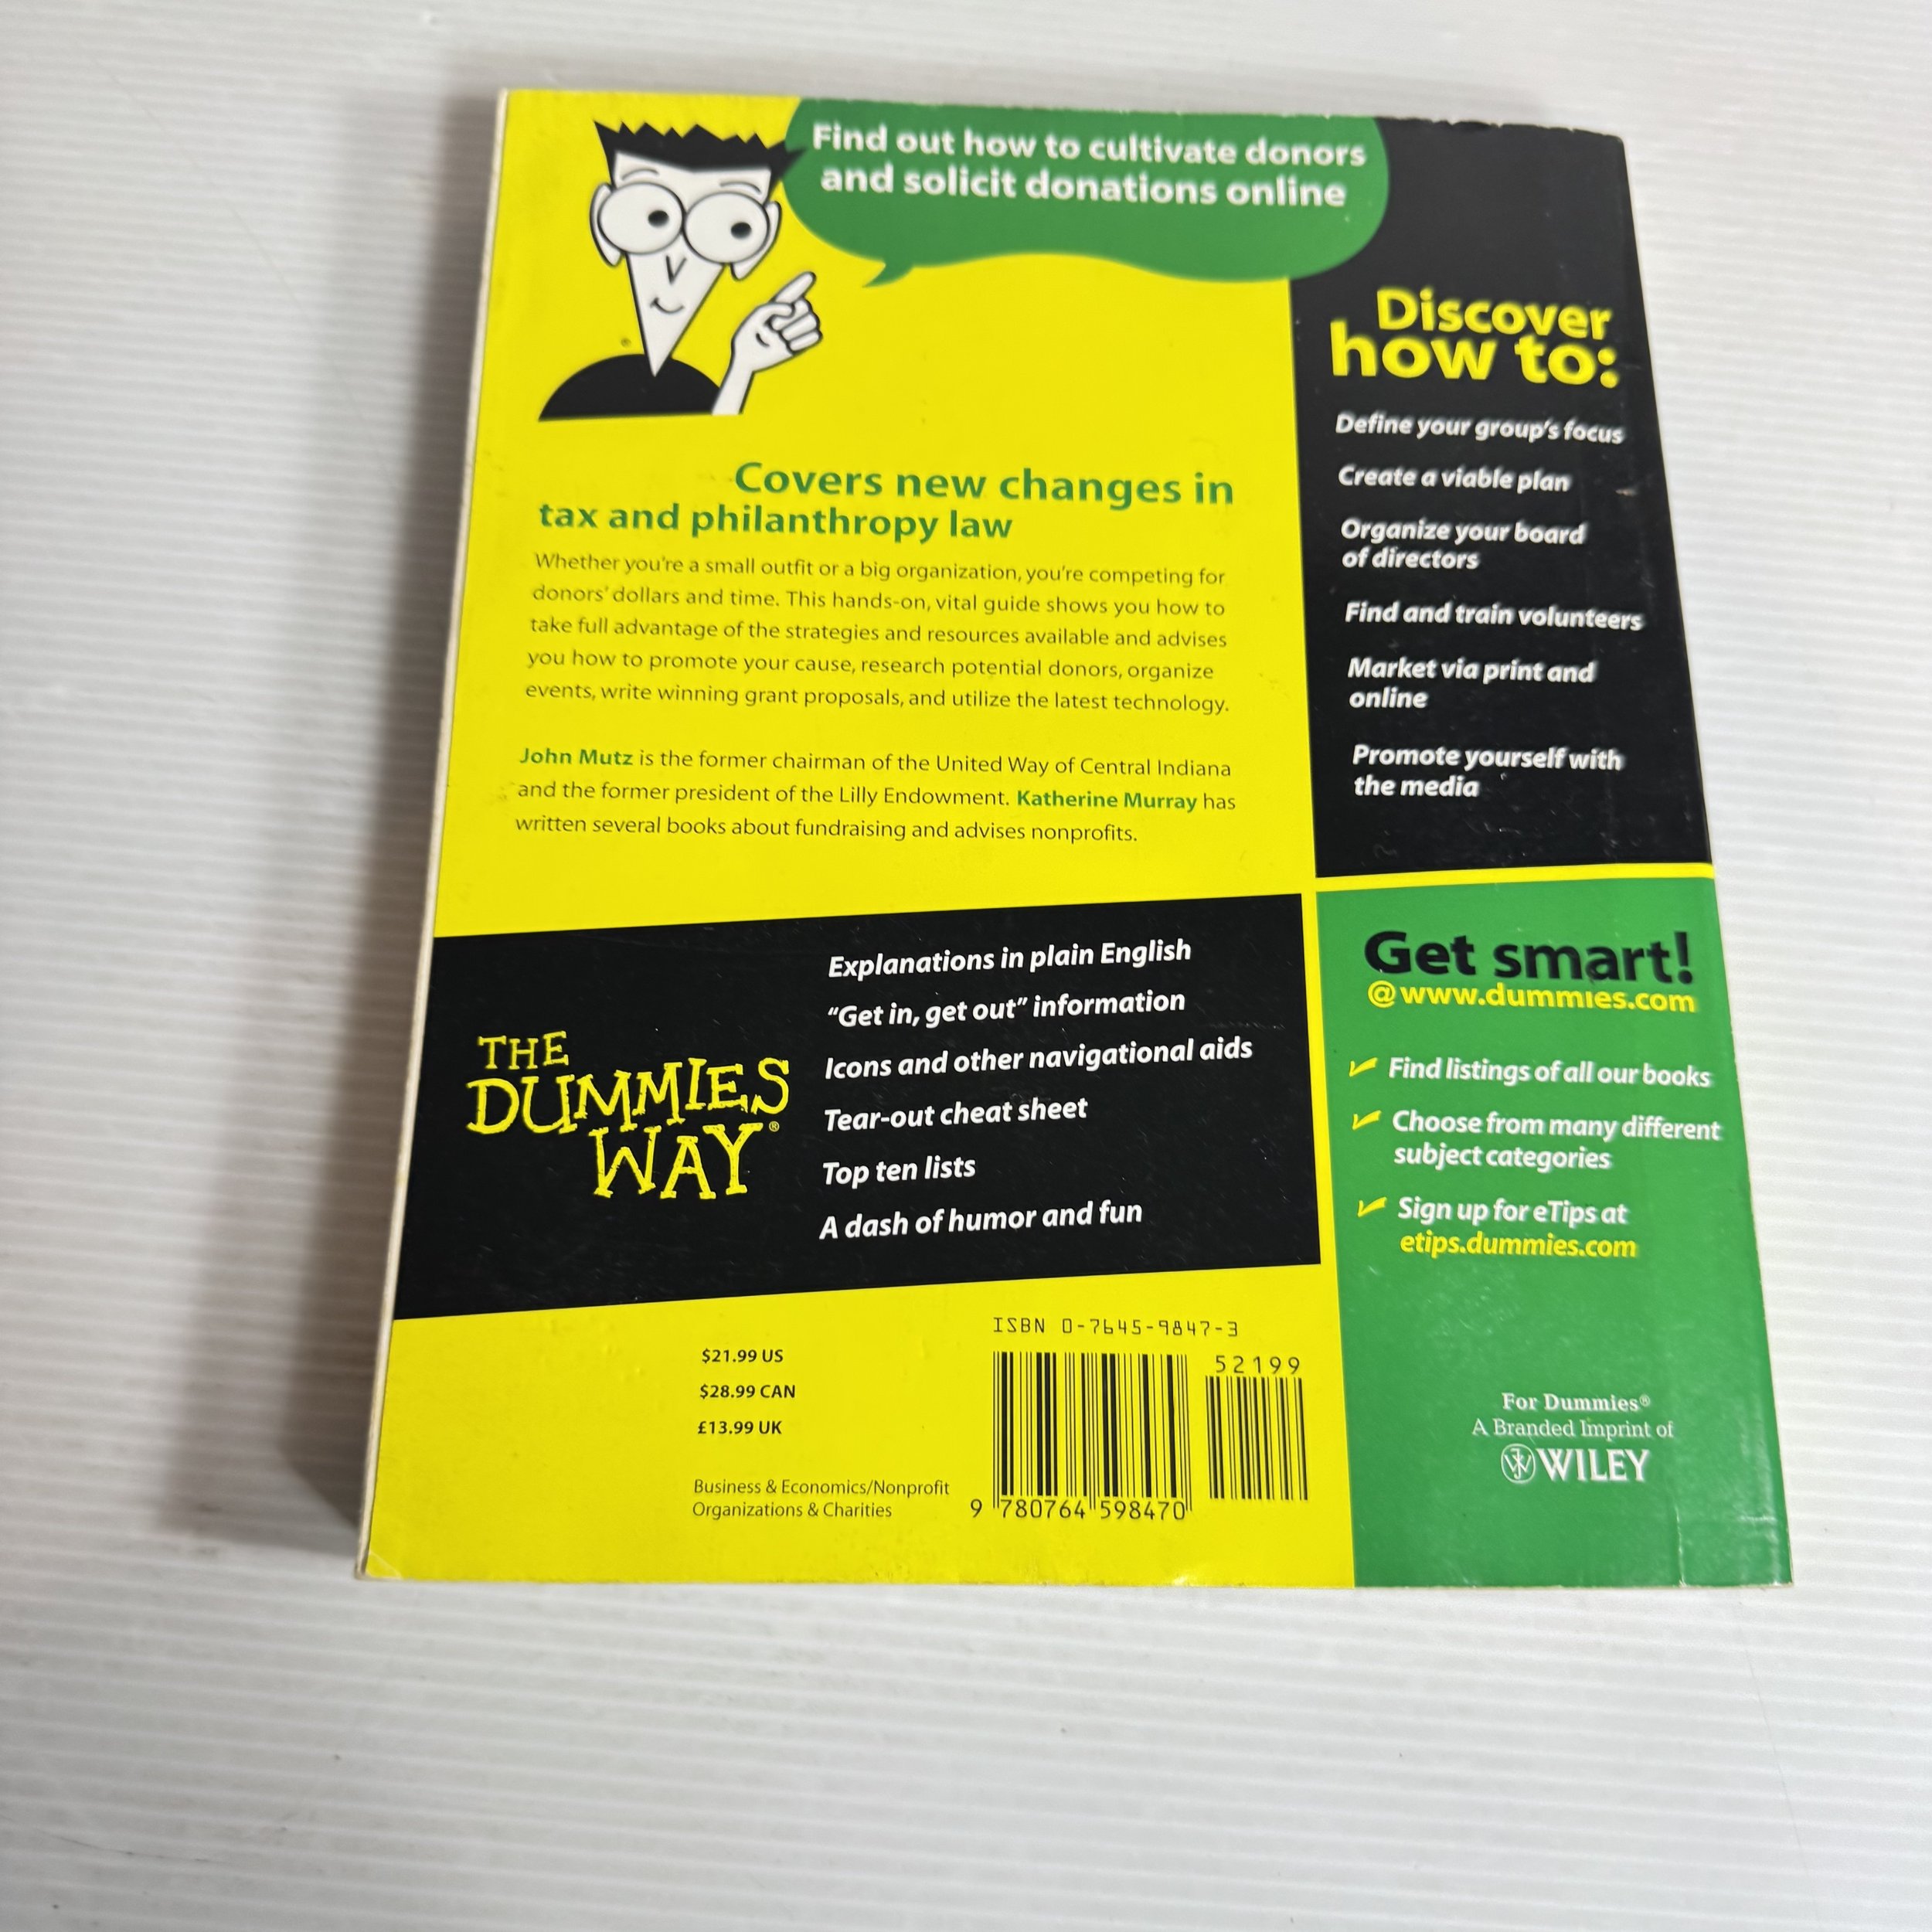 Find out how to cultivate donors
and solicit donations online
®
Covers new changes in
tax and philanthropy law
Whether you're a small outfit or a big organization, you're competing for
donors' dollars and time. This hands-on, vital guide shows you how to
take full advantage of the strategies and resources available and advises
you how to promote your cause, research potential donors, organize
events, write winning grant proposals, and utilize the latest technology.
John Mutz is the former chairman of the United Way of Central Indiana
and the former president of the Lilly Endowment. Katherine Murray has
written several books about fundraising and advises nonprofits.
Discover
how to:
Define your group's focus
Create a viable plan
Organize your board
of directors
Find and train volunteers
Market via print and
online
Promote yourself with
the media
THE
DUMMIES
WAY®
Explanations in plain English
"Get in, get out" information
Icons and other navigational aids
Tear-out cheat sheet
Top ten lists
A dash of humor and fun
Get smart!
@www.dummies.com
Find listings of all our books
Choose from many different
subject categories
Sign up for eTips at
etips.dummies.com
$21.99 US
$28.99 CAN
£13.99 UK
Business & Economics/Nonprofit
Organizations & Charities
ISBN 0-7645-9847-3
52199
9 780764 598470
For Dummies®
A Branded Imprint of
WILEY